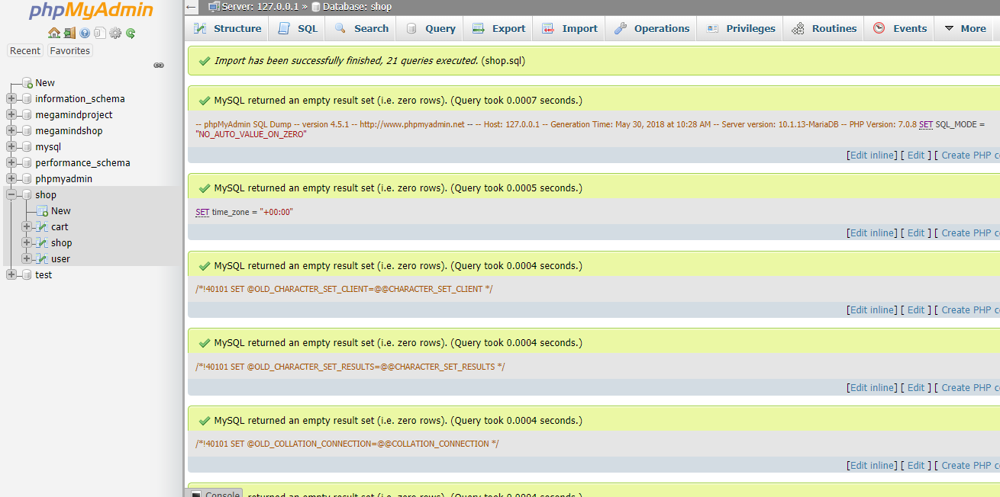 phpMyAdmin
Recent Favorites
New
information_schema
megamindproject
megamindshop
mysql
performance_schema
phpmyadmin
shop
New
cart
shop
user
test
Server: 127.0.0.1 » Database: shop
Structure SQL Search Query Export Import Operations Privileges Routines Events More
Import has been successfully finished, 21 queries executed. (shop.sql)
MySQL returned an empty result set (i.e. zero rows). (Query took 0.0007 seconds.)
-- phpMyAdmin SQL Dump -- version 4.5.1 -- http://www.phpmyadmin.net -- -- Host: 127.0.0.1 -- Generation Time: May 30, 2018 at 10:28 AM -- Server version: 10.1.13-MariaDB -- PHP Version: 7.0.8 SET SQL_MODE =
"NO_AUTO_VALUE_ON_ZERO"
[Edit inline] [ Edit ] [ Create PHP c
MySQL returned an empty result set (i.e. zero rows). (Query took 0.0005 seconds.)
SET time_zone = "+00:00"
[Edit inline] [ Edit ] [ Create PHP c
MySQL returned an empty result set (i.e. zero rows). (Query took 0.0004 seconds.)
/*!40101 SET @OLD_CHARACTER_SET_CLIENT=@@CHARACTER_SET_CLIENT */
[Edit inline] [ Edit ] [ Create PHP c
MySQL returned an empty result set (i.e. zero rows). (Query took 0.0004 seconds.)
/*!40101 SET @OLD_CHARACTER_SET_RESULTS=@@CHARACTER_SET_RESULTS */
[Edit inline] [ Edit ] [ Create PHP c
MySQL returned an empty result set (i.e. zero rows). (Query took 0.0004 seconds.)
/*!40101 SET @OLD_COLLATION_CONNECTION=@@COLLATION_CONNECTION */
[Edit inline] [ Edit ] [ Create PHP c
Console returned an empty result set (i.e. zero rows). (Query took 0.0004 seconds.)